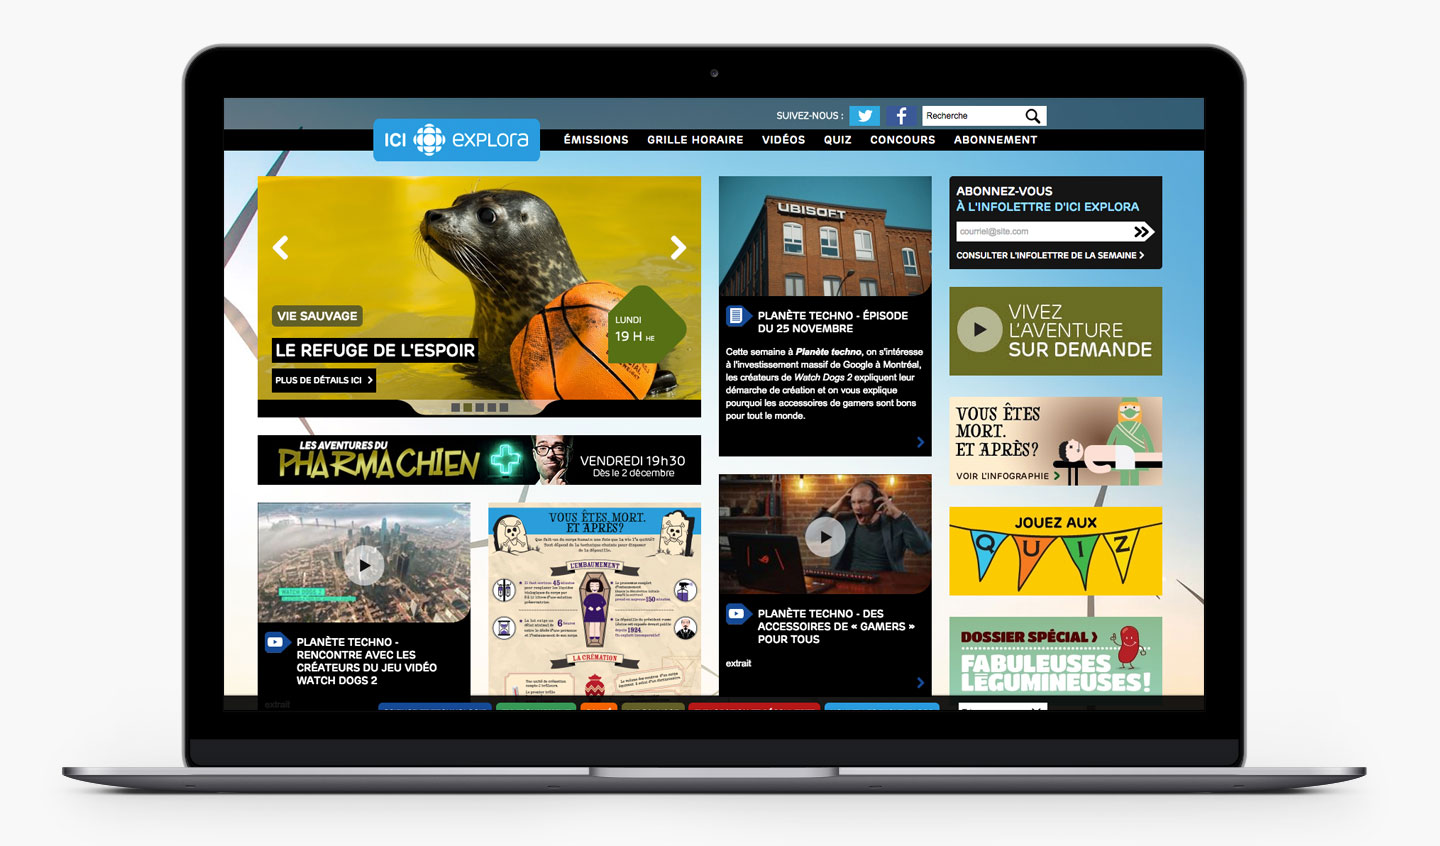 SUIVEZ-NOUS :
Recherche
ICI explora
ÉMISSIONS GRILLE HORAIRE VIDÉOS QUIZ CONCOURS ABONNEMENT
VIE SAUVAGE
LE REFUGE DE L'ESPOIR
PLUS DE DÉTAILS ICI
LUNDI
19 H HE
LES AVENTURES DU
PHARMACHIEN
VENDREDI 19h30
Dès le 2 décembre
WATCH DOGS 2
PLANÈTE TECHNO -
RENCONTRE AVEC LES
CRÉATEURS DU JEU VIDÉO
WATCH DOGS 2
extrait
VOUS ÊTES MORT.
ET APRÈS?
L'EMBAUMEMENT
45
150
6
1924
LA CRÉMATION
UBISOFT
PLANÈTE TECHNO - ÉPISODE
DU 25 NOVEMBRE
Cette semaine à Planète techno, on s'intéresse
à l'investissement massif de Google à Montréal,
les créateurs de Watch Dogs 2 expliquent leur
démarche de création et on vous explique
pourquoi les accessoires de gamers sont bons
pour tout le monde.
PLANÈTE TECHNO - DES
ACCESSOIRES DE « GAMERS »
POUR TOUS
extrait
ABONNEZ-VOUS
À L'INFOLETTRE D'ICI EXPLORA
courriel@site.com
CONSULTER L'INFOLETTRE DE LA SEMAINE
VIVEZ
L'AVENTURE
SUR DEMANDE
VOUS ÊTES
MORT.
ET APRÈS?
VOIR L'INFOGRAPHIE
JOUEZ AUX
QUIZ
DOSSIER SPÉCIAL
FABULEUSES
LÉGUMINEUSES!